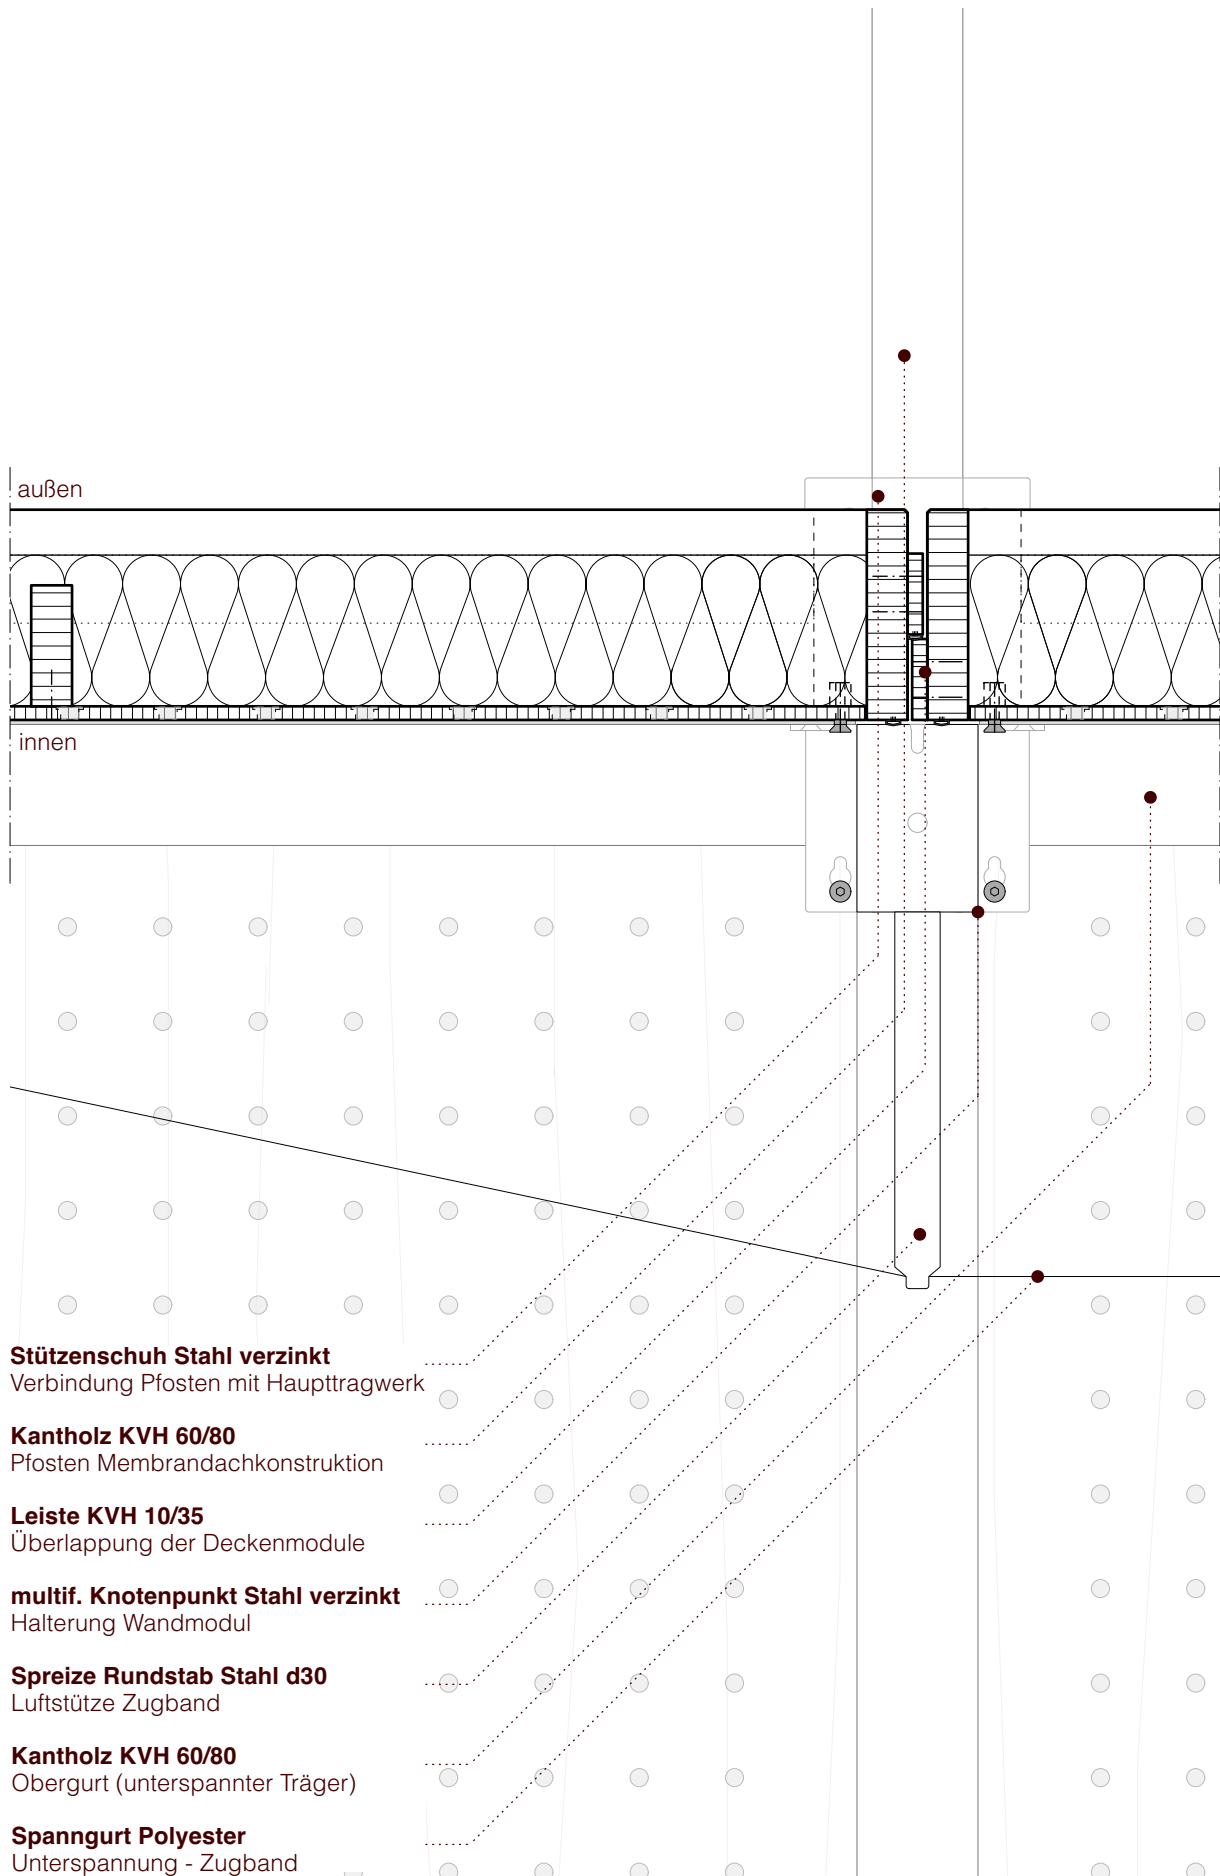 außen
innen
Stützenschuh Stahl verzinkt
Verbindung Pfosten mit Haupttragwerk
Kantholz KVH 60/80
Pfosten Membrandachkonstruktion
Leiste KVH 10/35
Überlappung der Deckenmodule
multif. Knotenpunkt Stahl verzinkt
Halterung Wandmodul
Spreize Rundstab Stahl d30
Luftstütze Zugband
Kantholz KVH 60/80
Obergurt (unterspannter Träger)
Spanngurt Polyester
Unterspannung - Zugband